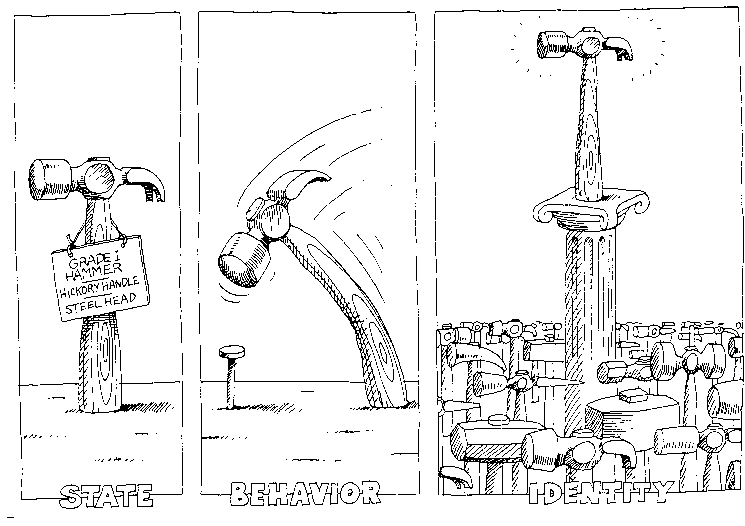 GRADE 1
HAMMER
HICKORY HANDLE
STEEL HEAD
STATE
BEHAVIOR
IDENTITY